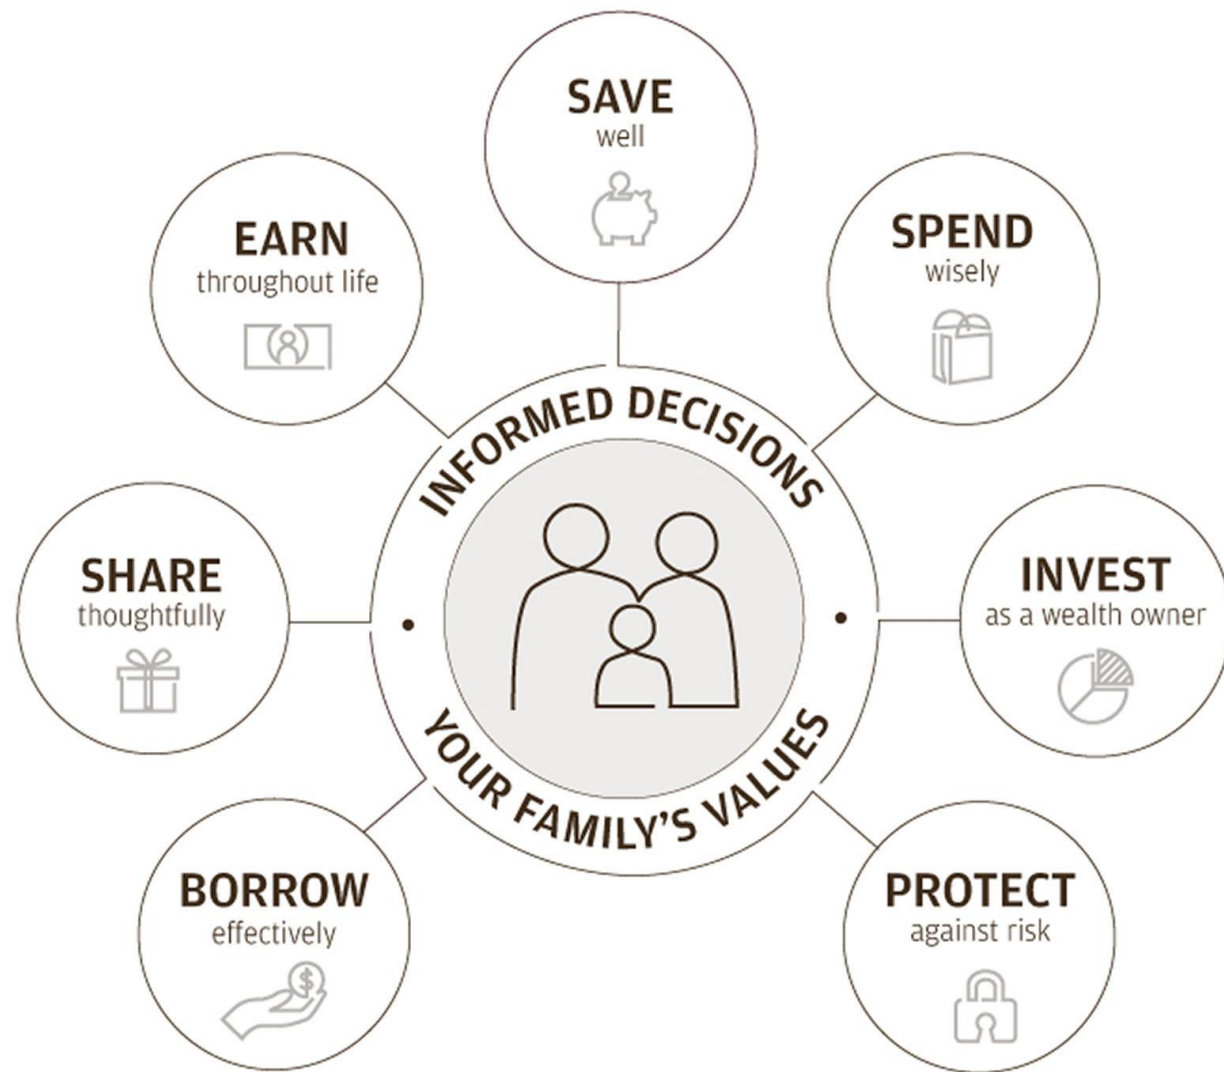 SAVE
well
SPEND
wisely
INVEST
as a wealth owner
PROTECT
against risk
BORROW
effectively
$
SHARE
thoughtfully
EARN
throughout life
INFORMED DECISIONS
YOUR FAMILY'S VALUES